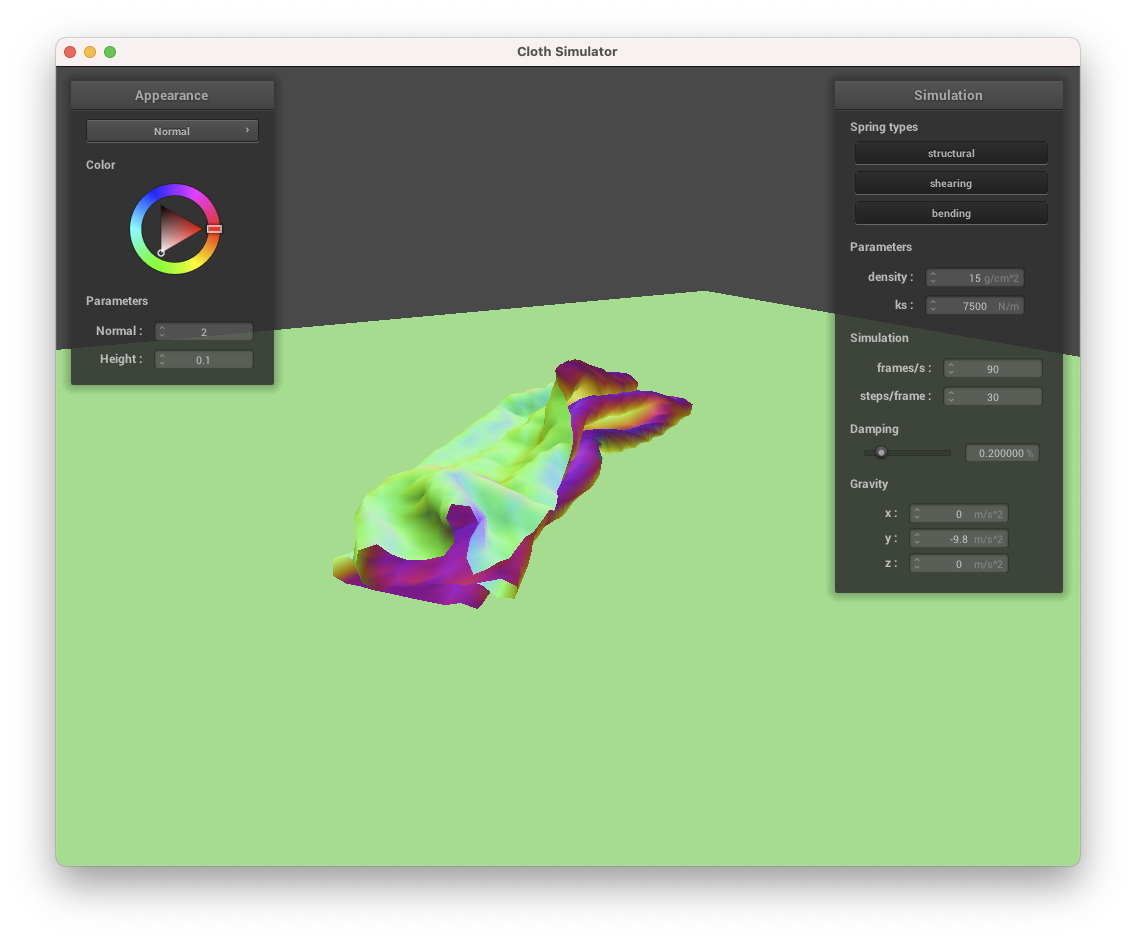 Cloth Simulator
Appearance
Normal ›
Color
Parameters
Normal : 2
Height : 0.1
Simulation
Spring types
structural
shearing
bending
Parameters
density : 15 g/cm^2
ks : 7500 N/m
Simulation
frames/s : 90
steps/frame : 30
Damping
0.200000 %
Gravity
x : 0 m/s^2
y : -9.8 m/s^2
z : 0 m/s^2